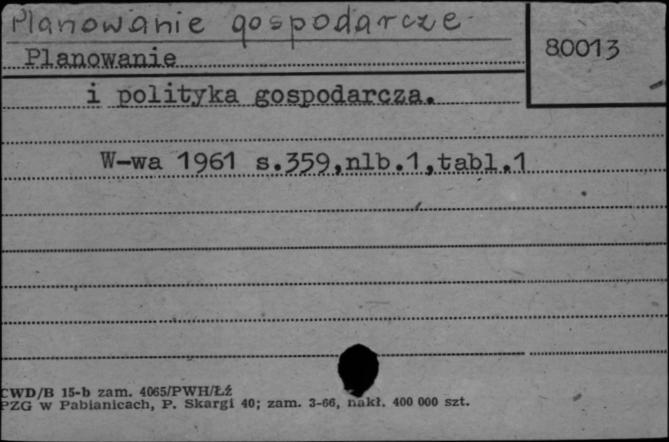 Planowanie gospodarcze
80013
Planowanie
i polityka gospodarcza.
W-wa 1961 s.359,nlb.1,tabl.1
CWD/B 15-b zam. 4065/PWH/Łź
PZG w Pabianicach, P. Skargi 40; zam. 3-66, nakł. 400 000 szt.